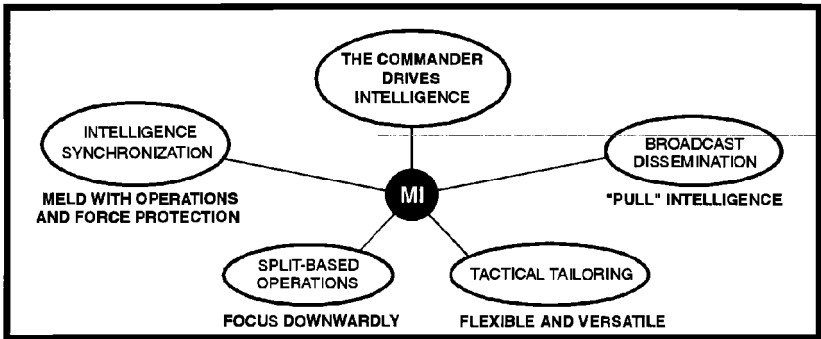 THE COMMANDER
DRIVES
INTELLIGENCE
INTELLIGENCE
SYNCHRONIZATION
MELD WITH OPERATIONS
AND FORCE PROTECTION
BROADCAST
DISSEMINATION
"PULL" INTELLIGENCE
MI
SPLIT-BASED
OPERATIONS
FOCUS DOWNWARDLY
TACTICAL TAILORING
FLEXIBLE AND VERSATILE